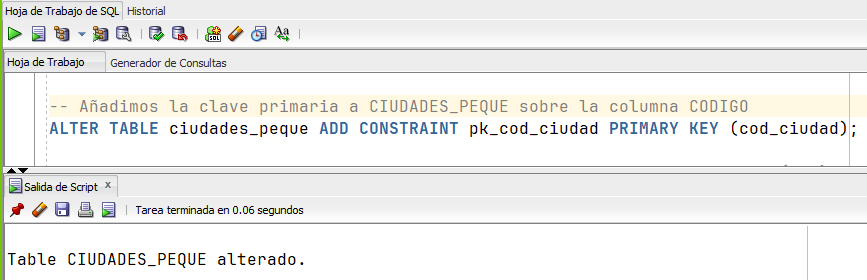 Hoja de Trabajo de SQL Historial
SQL
Aa
Hoja de Trabajo Generador de Consultas
-- Añadimos la clave primaria a CIUDADES_PEQUE sobre la columna CODIGO
ALTER TABLE ciudades_peque ADD CONSTRAINT pk_cod_ciudad PRIMARY KEY (cod_ciudad);
Salida de Script x
Tarea terminada en 0.06 segundos
Table CIUDADES_PEQUE alterado.